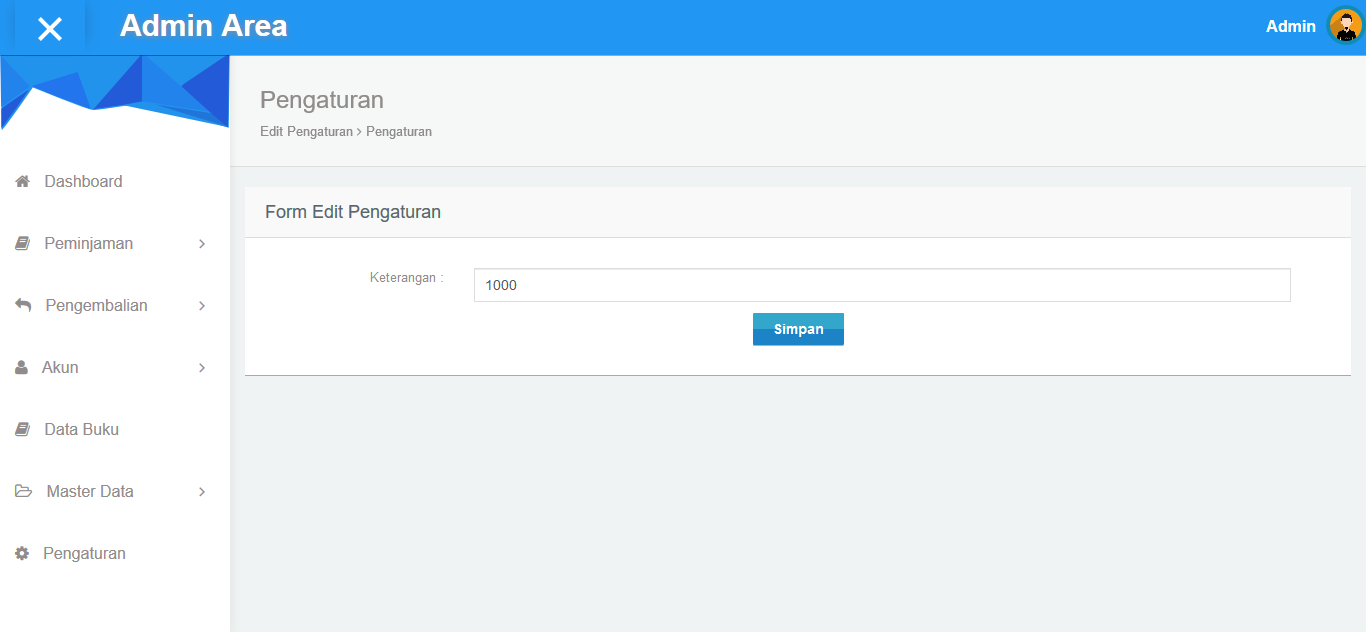 Admin Area
Admin
Pengaturan
Edit Pengaturan > Pengaturan
Dashboard
Peminjaman
Pengembalian
Akun
Data Buku
Master Data
Pengaturan
Form Edit Pengaturan
Keterangan :
1000
Simpan